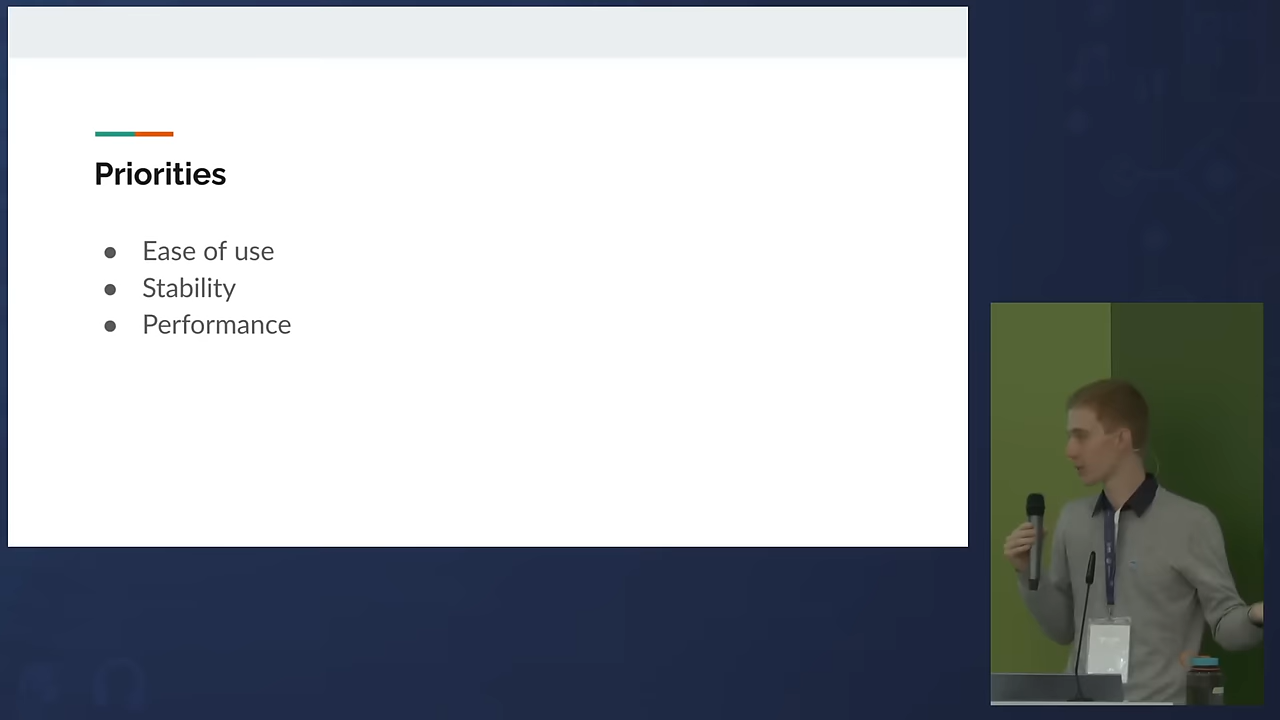 Priorities
● Ease of use
● Stability
● Performance